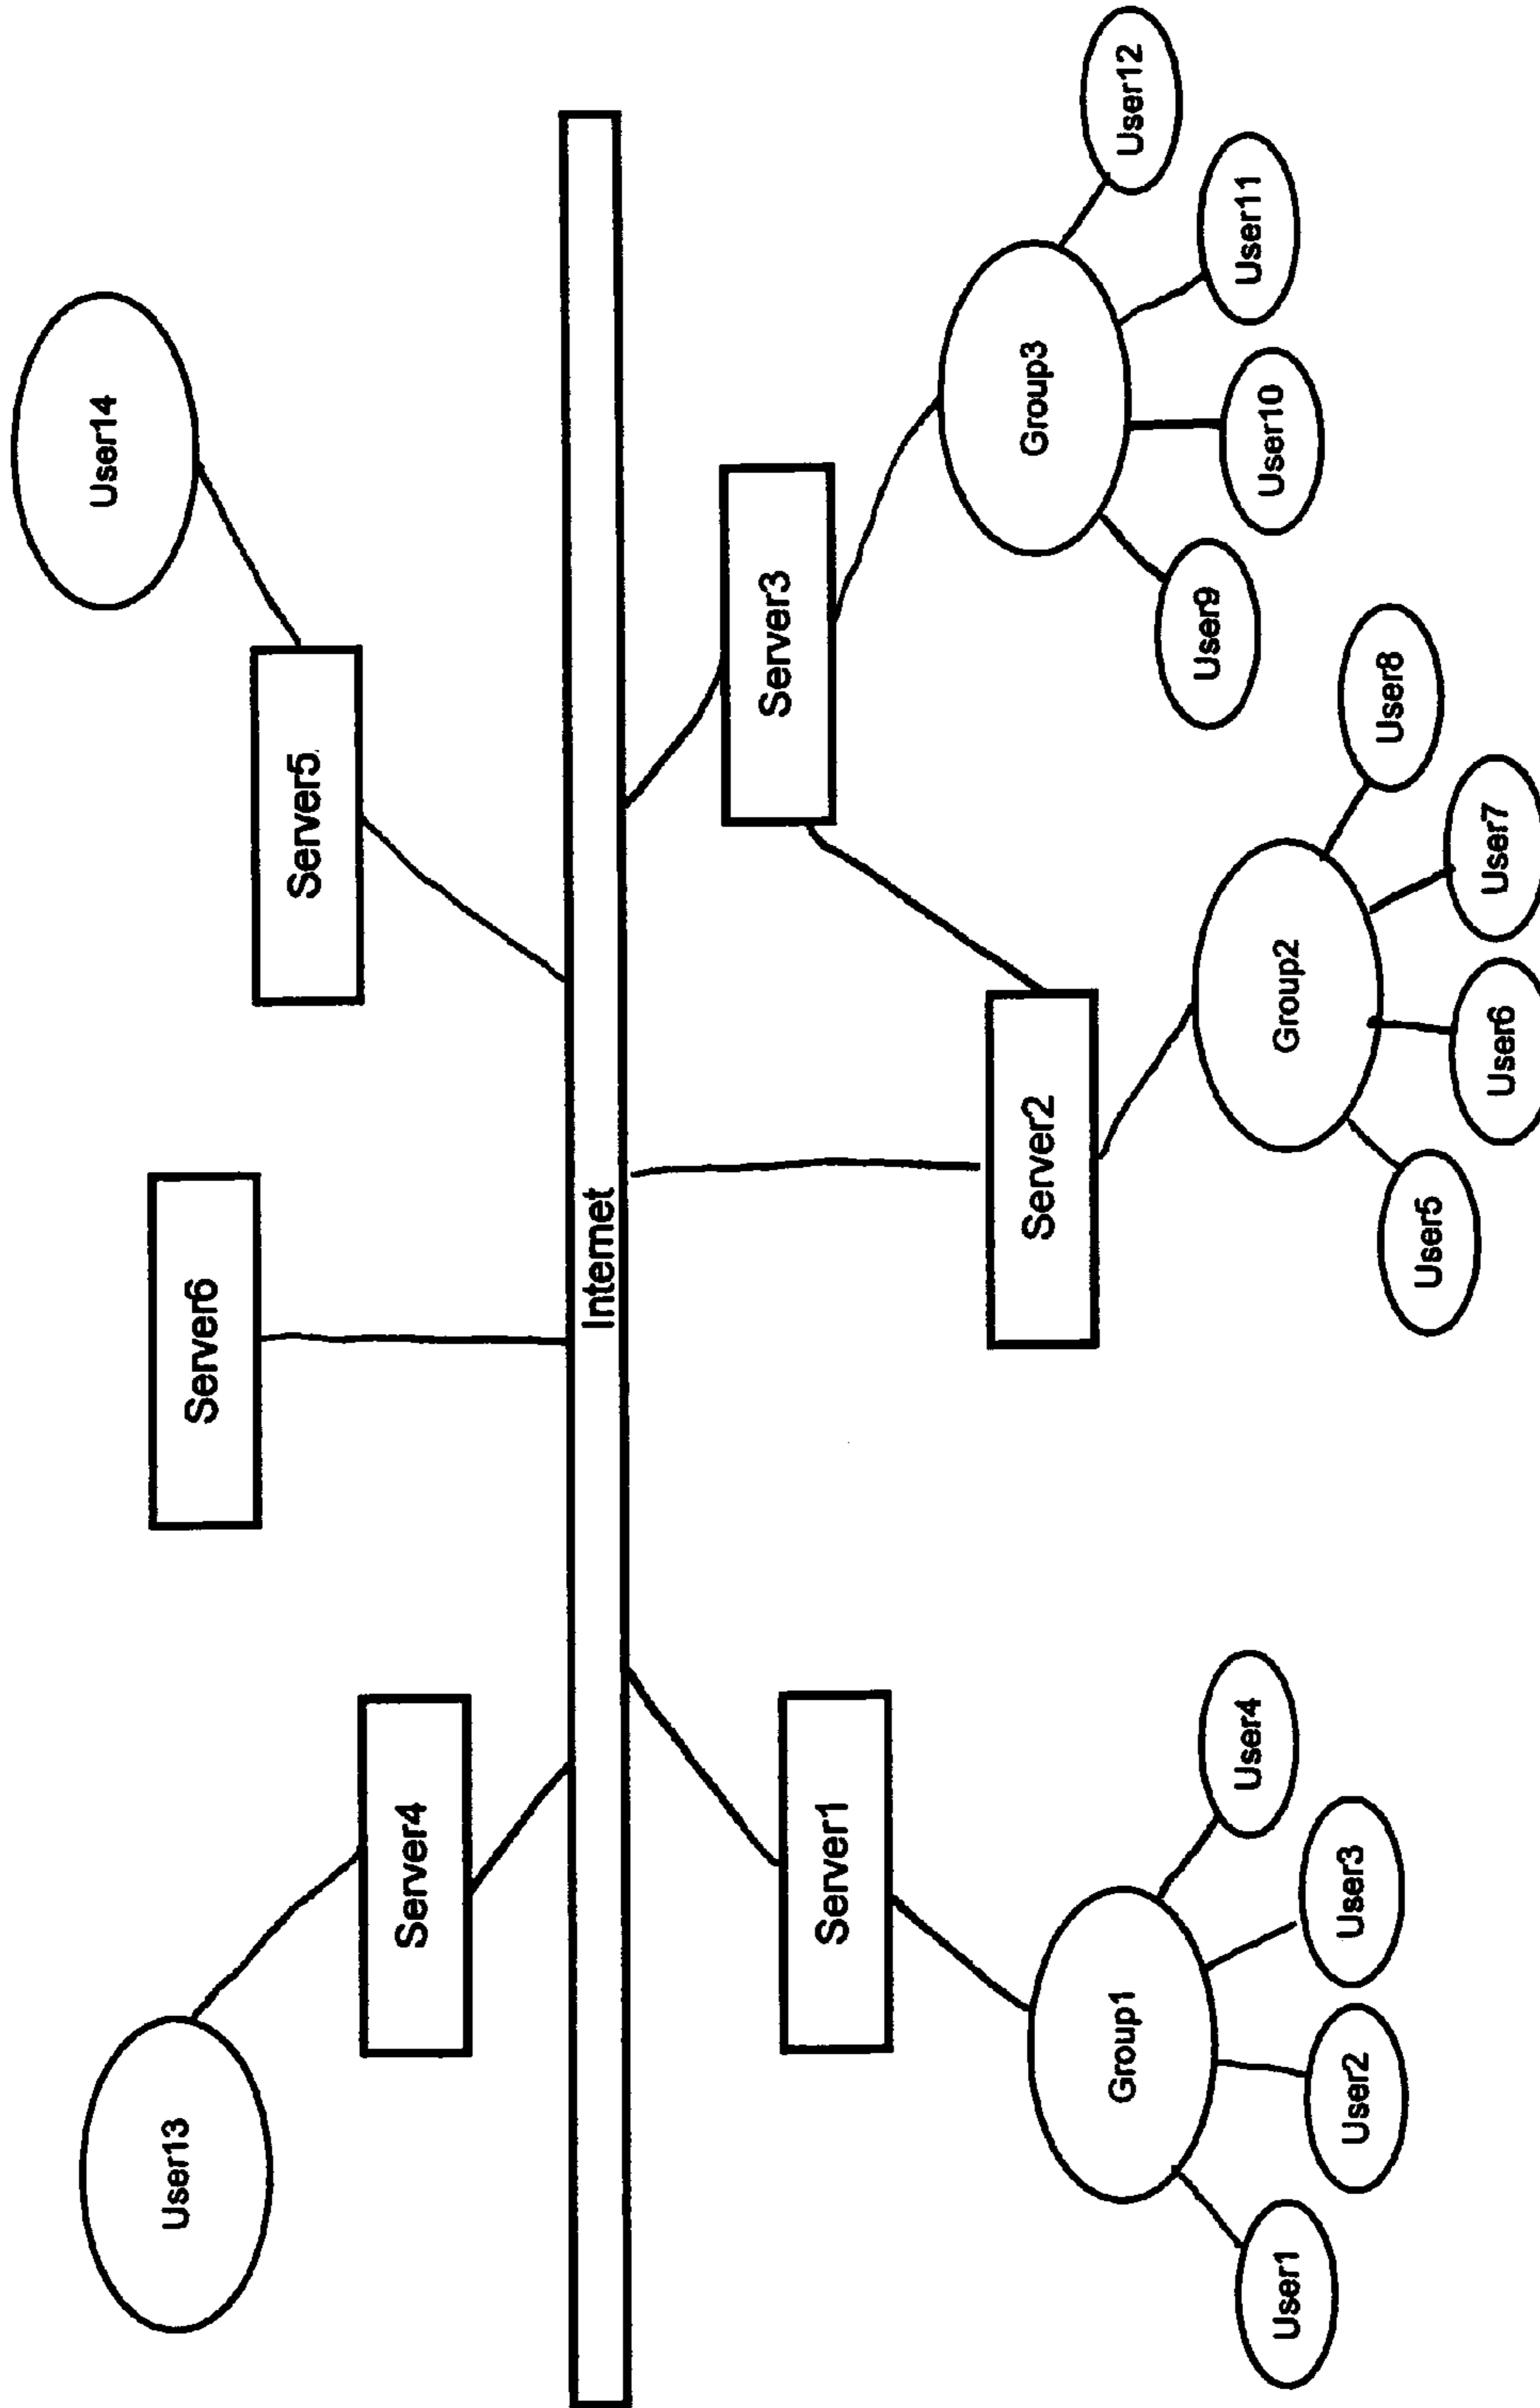 User13
User14
Server6
Server5
Server4
Internet
Server3
Server1
Server2
Group3
Group1
Group2
User12
User11
User10
User9
User8
User7
User6
User5
User4
User3
User2
User1